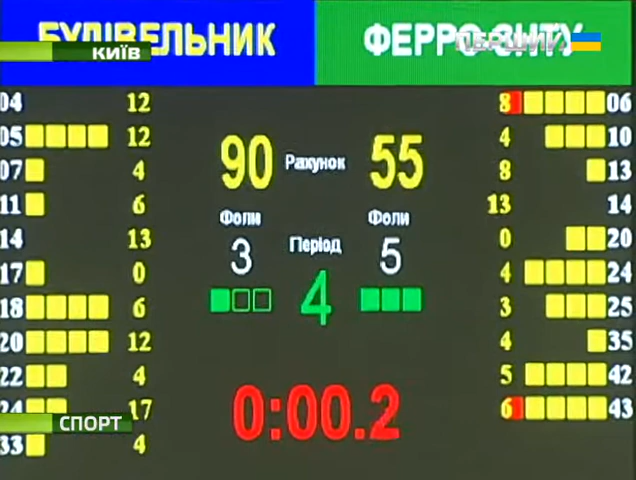 БУДІВЕЛЬНИК ФЕРРО-ЗНТУ
КИЇВ
ПЕРШИЙ
04 12 8 06
05 12 4 10
90 Рахунок 55
07 4 8 13
11 6 13 14
Фоли Фоли
14 13 0 20
3 Період 5
17 0 4 24
4
18 6 3 25
20 12 4 35
22 4 5 42
0:00.2
24 17 6 43
СПОРТ
33 4